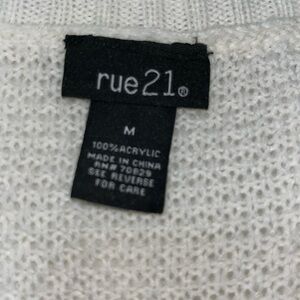 rue21®
M
100% ACRYLIC
MADE IN CHINA
RN# 70829
SEE REVERSE
FOR CARE